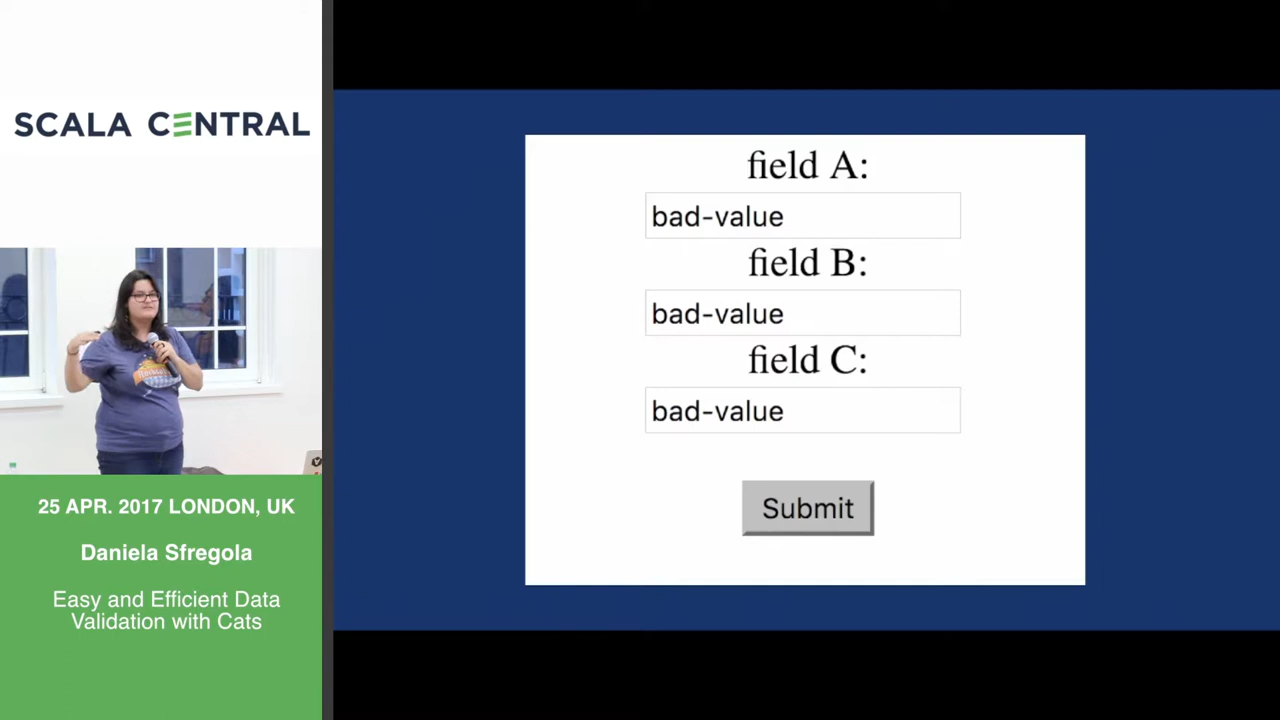 SCALA CENTRAL
25 APR. 2017 LONDON, UK
Daniela Sfregola
Easy and Efficient Data
Validation with Cats
field A:
bad-value
field B:
bad-value
field C:
bad-value
Submit